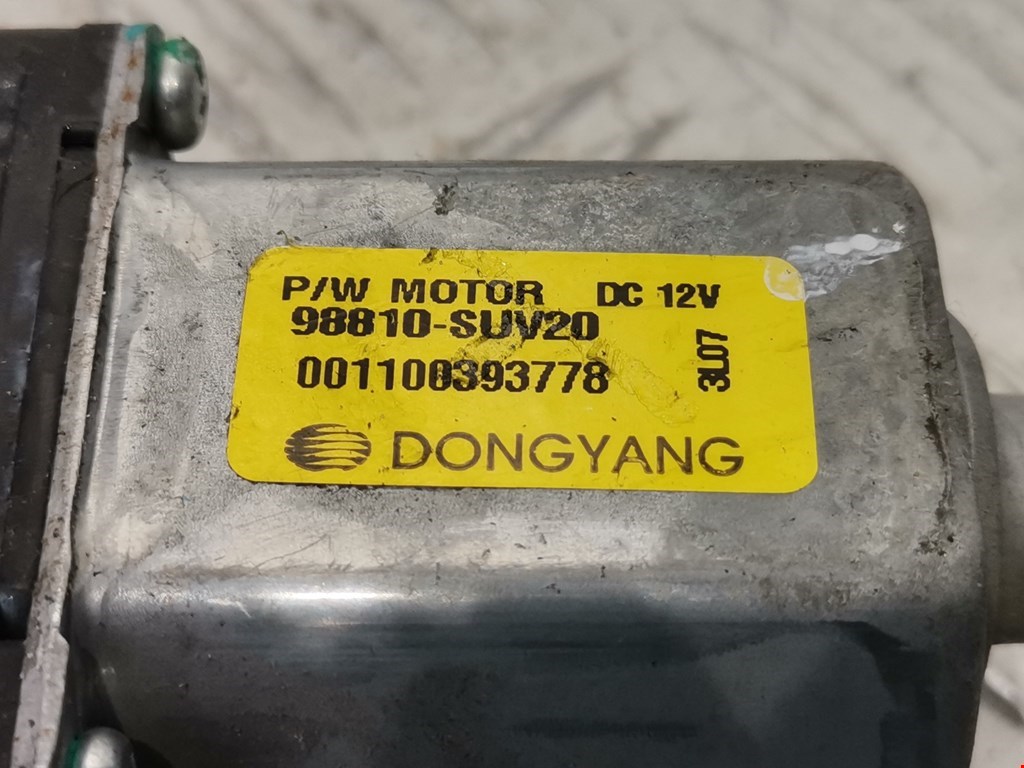 P/W MOTOR DC 12V
98810-SUV20
001100393778
3L07
DONGYANG